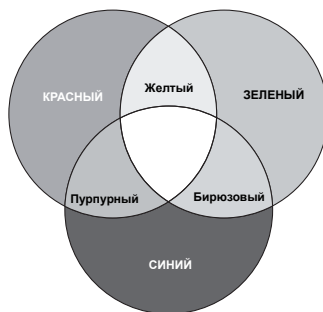 Желтый
КРАСНЫЙ
ЗЕЛЕНЫЙ
Пурпурный
Бирюзовый
СИНИЙ